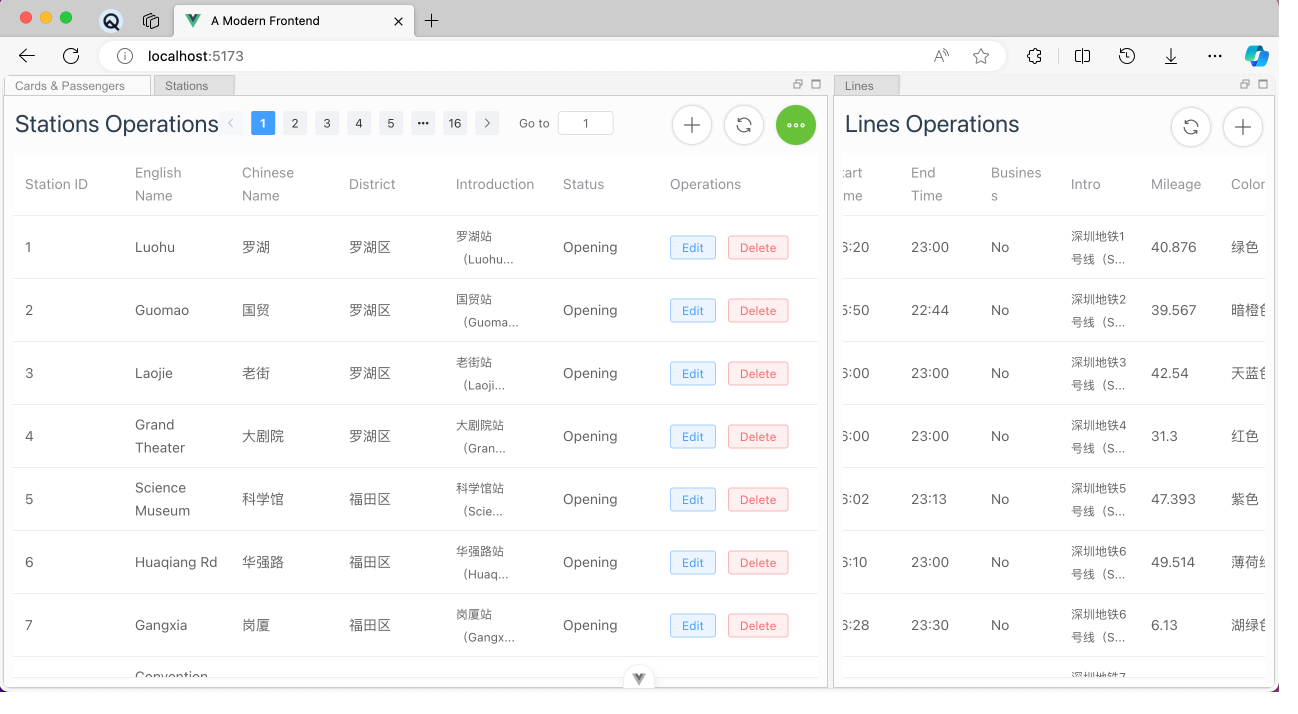 A Modern Frontend
localhost:5173
Cards & Passengers
Stations
Stations Operations
1 2 3 4 5 ••• 16
Go to 1
Station ID English Name Chinese Name District Introduction Status Operations
1 Luohu 罗湖 罗湖区 罗湖站（Luohu... Opening Edit Delete
2 Guomao 国贸 罗湖区 国贸站（Guoma... Opening Edit Delete
3 Laojie 老街 罗湖区 老街站（Laoji... Opening Edit Delete
4 Grand Theater 大剧院 罗湖区 大剧院站（Gran... Opening Edit Delete
5 Science Museum 科学馆 福田区 科学馆站（Scie... Opening Edit Delete
6 Huaqiang Rd 华强路 福田区 华强路站（Huaq... Opening Edit Delete
7 Gangxia 岗厦 福田区 岗厦站（Gangx... Opening Edit Delete
Convention
Lines
Lines Operations
End Time Business Intro Mileage Color
6:20 23:00 No 深圳地铁1号线（S... 40.876 绿色
5:50 22:44 No 深圳地铁2号线（S... 39.567 暗橙色
6:00 23:00 No 深圳地铁3号线（S... 42.54 天蓝色
6:00 23:00 No 深圳地铁4号线（S... 31.3 红色
6:02 23:13 No 深圳地铁5号线（S... 47.393 紫色
6:10 23:00 No 深圳地铁6号线（S... 49.514 薄荷绿
6:28 23:30 No 深圳地铁6号线（S... 6.13 湖绿色
深圳地铁7